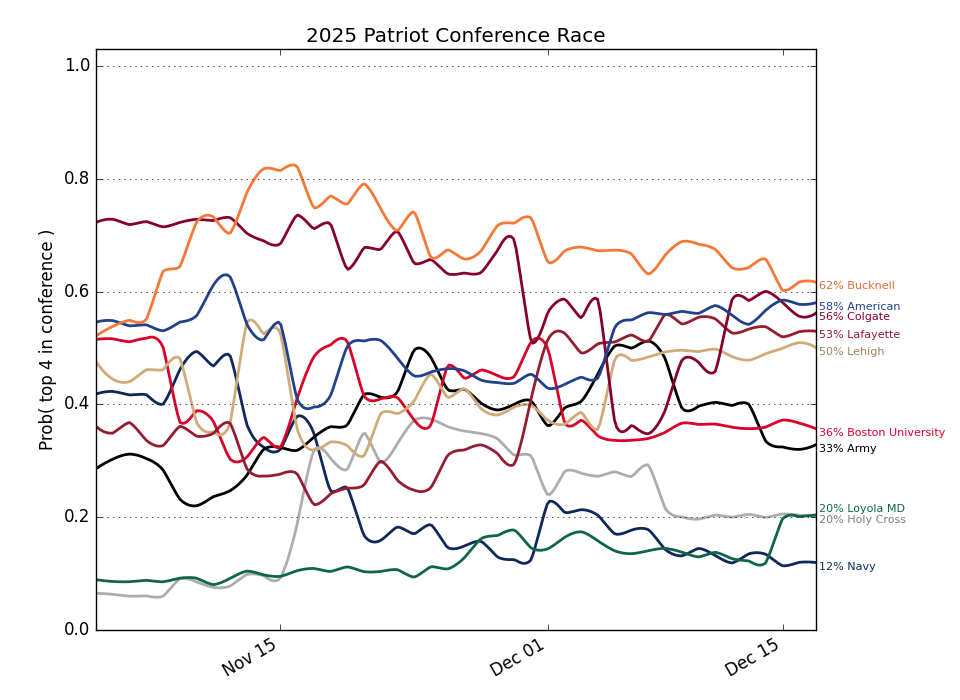 2025 Patriot Conference Race
Prob( top 4 in conference )
1.0
0.8
0.6
0.4
0.2
0.0
Nov 15
Dec 01
Dec 15
62% Bucknell
58% American
56% Colgate
53% Lafayette
50% Lehigh
36% Boston University
33% Army
20% Loyola MD
20% Holy Cross
12% Navy